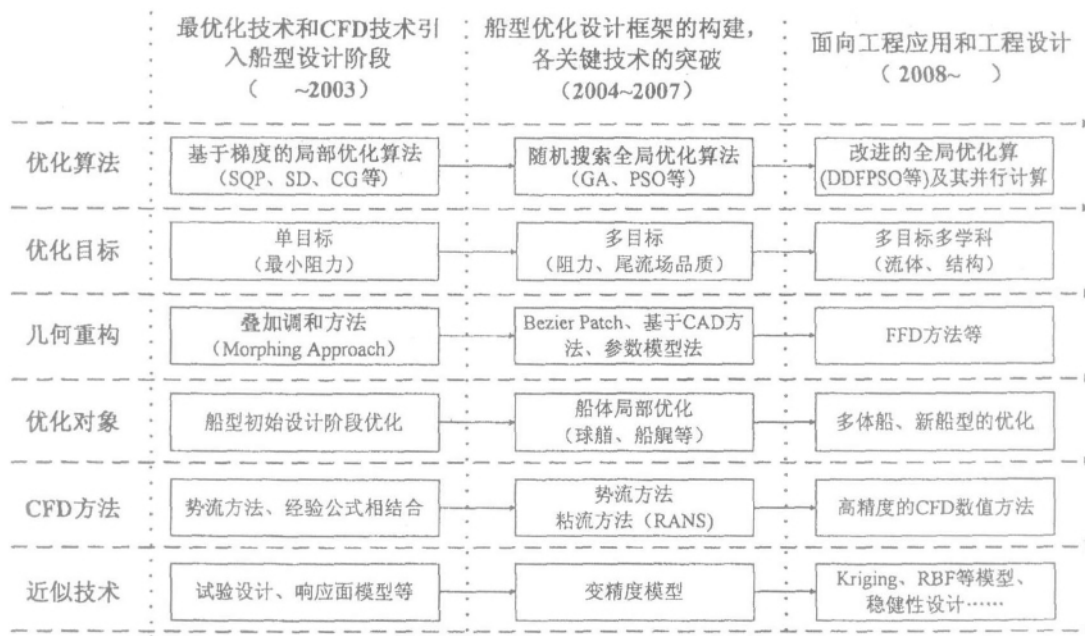 最优化技术和CFD技术引
入船型设计阶段
( ~2003)
船型优化设计框架的构建，
各关键技术的突破
(2004~2007)
面向工程应用和工程设计
( 2008~ )
优化算法
基于梯度的局部优化算法
(SQP、SD、CG等)
随机搜索全局优化算法
(GA、PSO等)
改进的全局优化算
(DDFPSO等)及其并行计算
优化目标
单目标
(最小阻力)
多目标
(阻力、尾流场品质)
多目标多学科
(流体、结构)
几何重构
叠加调和方法
(Morphing Approach)
Bezier Patch、基于CAD方
法、参数模型法
FFD方法等
优化对象
船型初始设计阶段优化
船体局部优化
(球艏、船艉等)
多体船、新船型的优化
CFD方法
势流方法、经验公式相结合
势流方法
粘流方法（RANS)
高精度的CFD数值方法
近似技术
试验设计、响应面模型等
变精度模型
Kriging、RBF等模型、
稳健性设计……